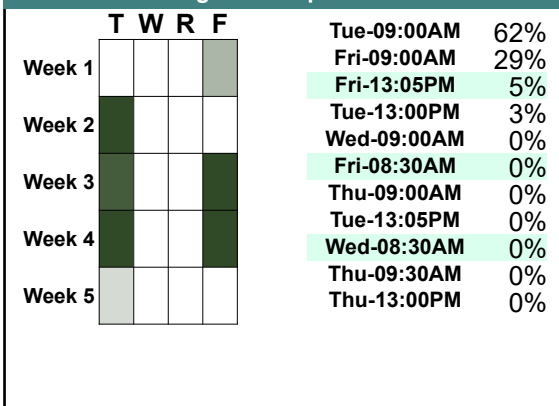 T W R F
Week 1
Week 2
Week 3
Week 4
Week 5
Tue-09:00AM 62%
Fri-09:00AM 29%
Fri-13:05PM 5%
Tue-13:00PM 3%
Wed-09:00AM 0%
Fri-08:30AM 0%
Thu-09:00AM 0%
Tue-13:05PM 0%
Wed-08:30AM 0%
Thu-09:30AM 0%
Thu-13:00PM 0%